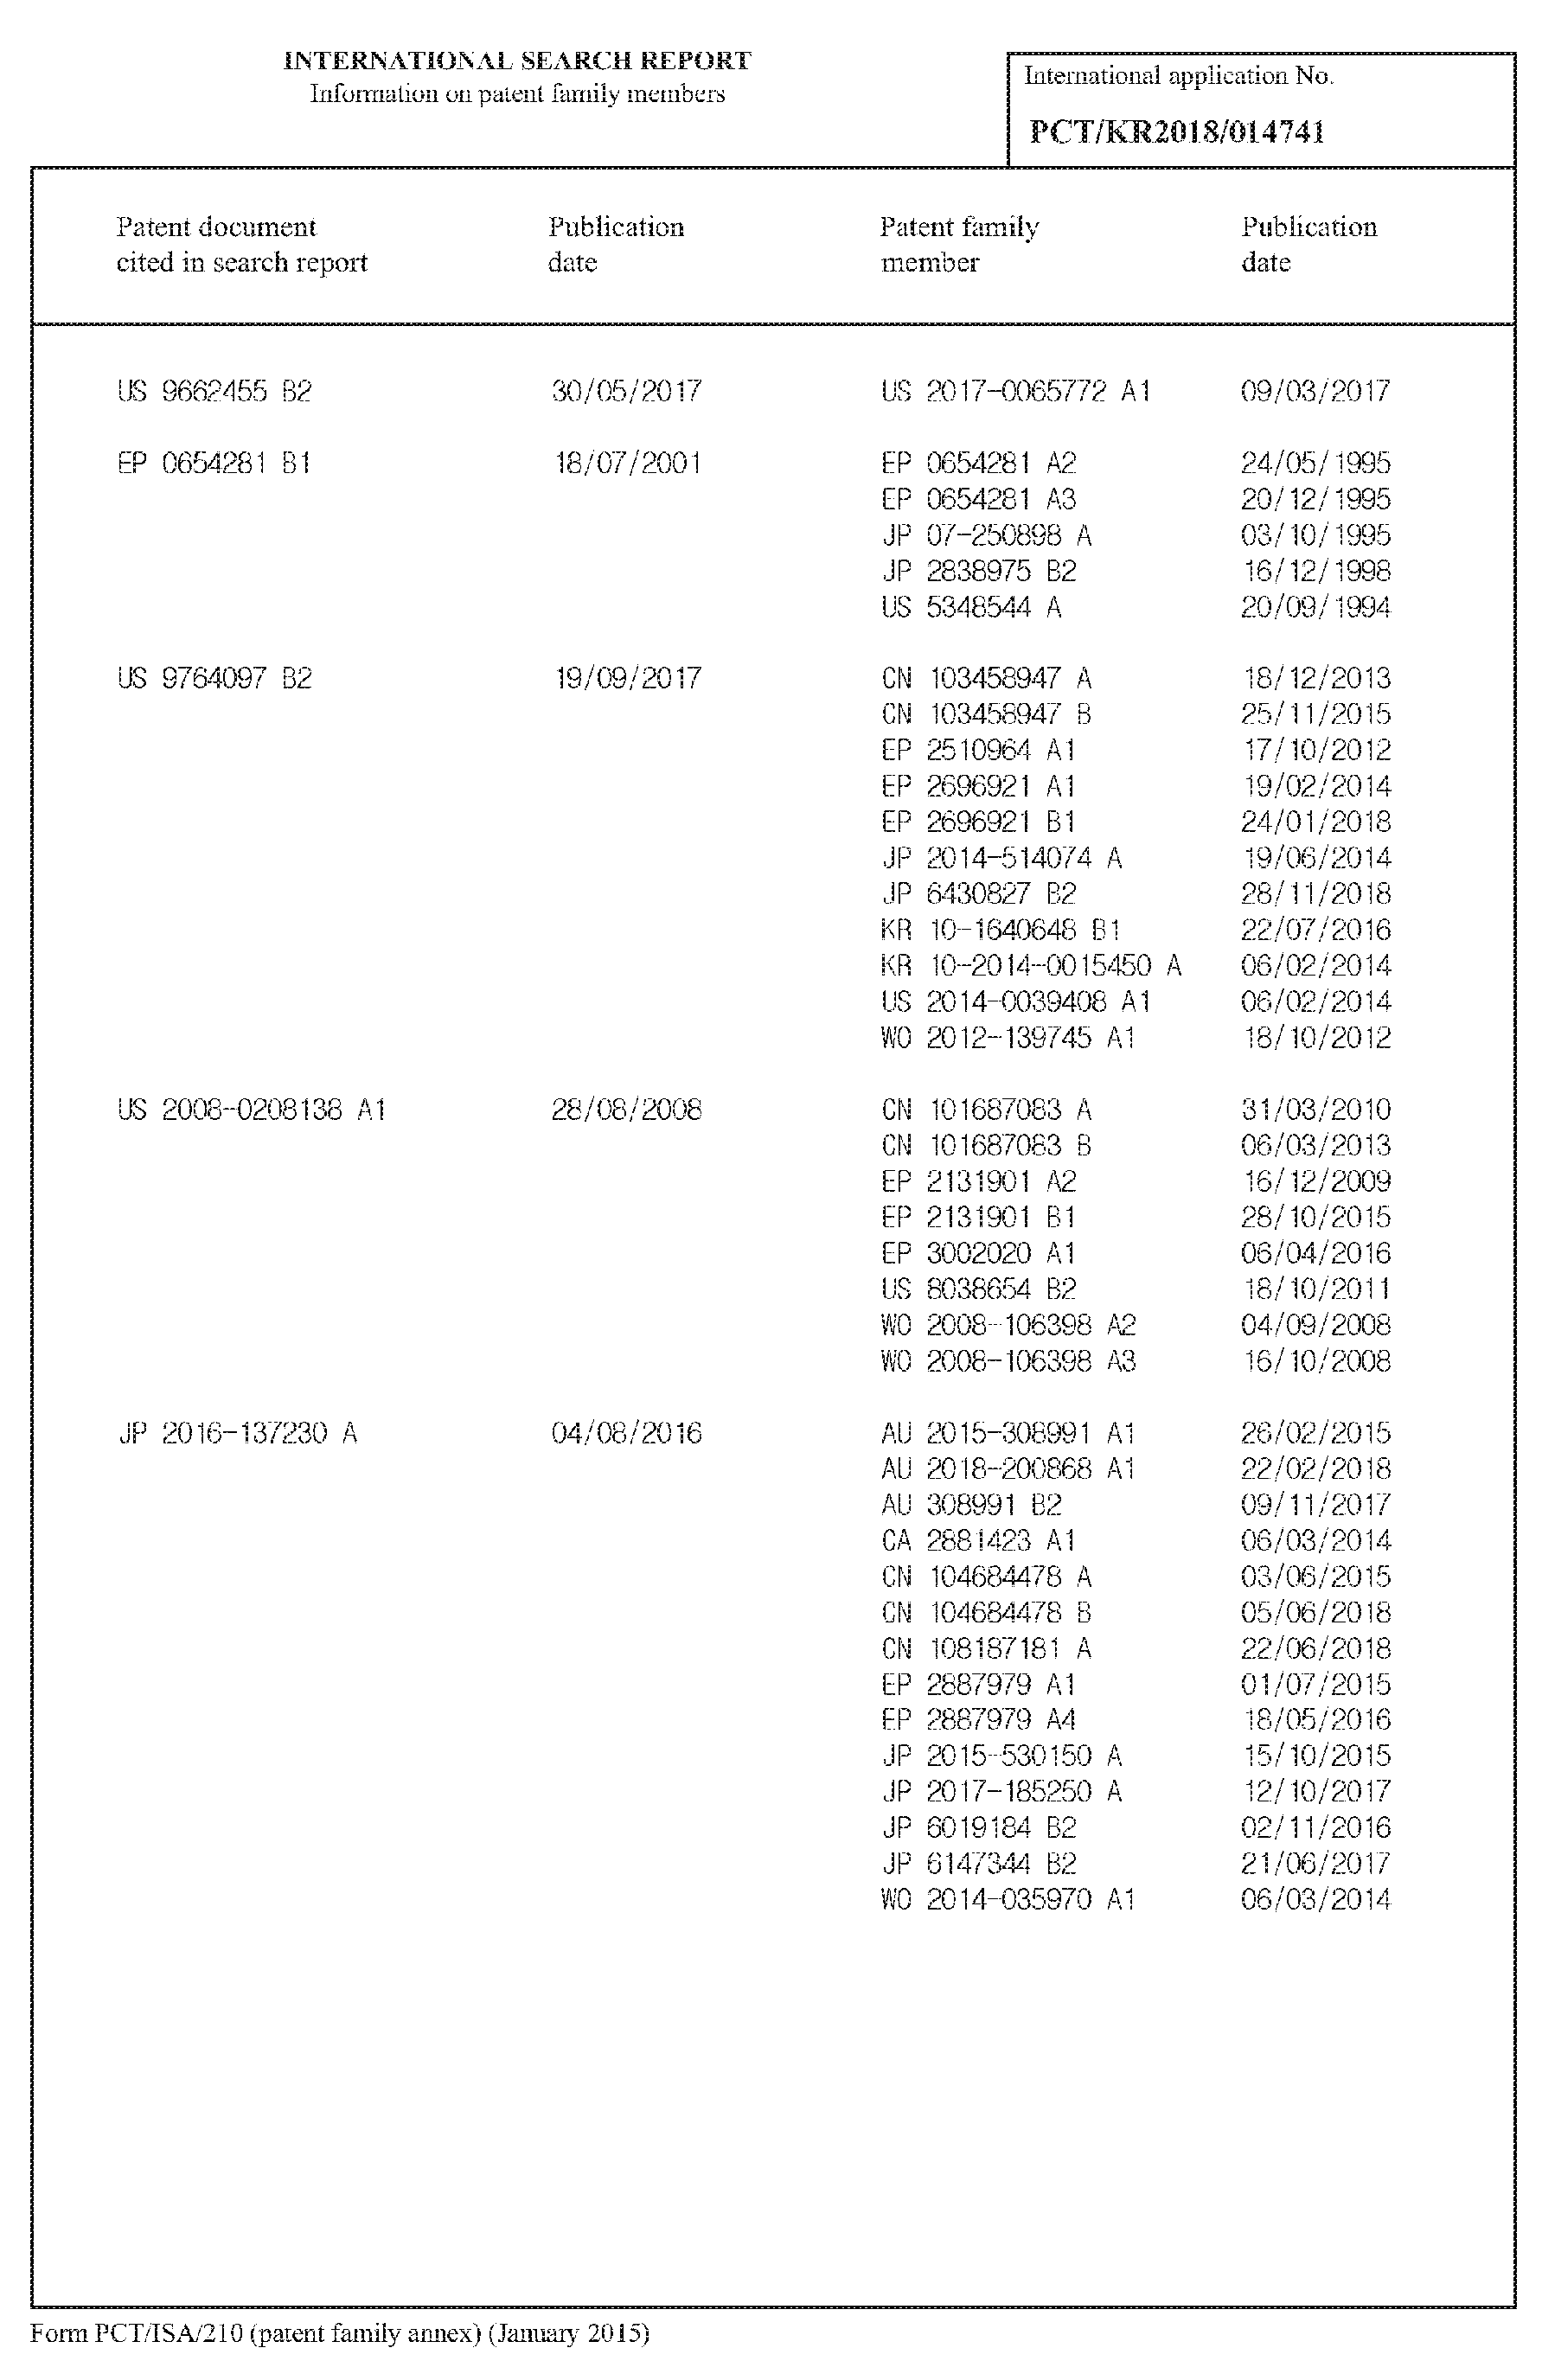 INTERNATIONAL SEARCH REPORT
Information on patent family members
International application No.
PCT/KR2018/014741
Patent document cited in search report Publication date Patent family member Publication date
US 9662455 B2 30/05/2017 US 2017-0065772 A1 09/03/2017
EP 0654281 B1 18/07/2001 EP 0654281 A2 24/05/1995
EP 0654281 A3 20/12/1995
JP 07-250898 A 03/10/1995
JP 2838975 B2 16/12/1998
US 5348544 A 20/09/1994
US 9764097 B2 19/09/2017 CN 103458947 A 18/12/2013
CN 103458947 B 25/11/2015
EP 2510964 A1 17/10/2012
EP 2696921 A1 19/02/2014
EP 2696921 B1 24/01/2018
JP 2014-514074 A 19/06/2014
JP 6430827 B2 28/11/2018
KR 10-1640648 B1 22/07/2016
KR 10-2014-0015450 A 06/02/2014
US 2014-0039408 A1 06/02/2014
WO 2012-139745 A1 18/10/2012
US 2008-0208138 A1 28/08/2008 CN 101687083 A 31/03/2010
CN 101687083 B 06/03/2013
EP 2131901 A2 16/12/2009
EP 2131901 B1 28/10/2015
EP 3002020 A1 06/04/2016
US 8038654 B2 18/10/2011
WO 2008-106398 A2 04/09/2008
WO 2008-106398 A3 16/10/2008
JP 2016-137230 A 04/08/2016 AU 2015-308991 A1 26/02/2015
AU 2018-200868 A1 22/02/2018
AU 308991 B2 09/11/2017
CA 2881423 A1 06/03/2014
CN 104684478 A 03/06/2015
CN 104684478 B 05/06/2018
CN 108187181 A 22/06/2018
EP 2887979 A1 01/07/2015
EP 2887979 A4 18/05/2016
JP 2015-530150 A 15/10/2015
JP 2017-185250 A 12/10/2017
JP 6019184 B2 02/11/2016
JP 6147344 B2 21/06/2017
WO 2014-035970 A1 06/03/2014
Form PCT/ISA/210 (patent family annex) (January 2015)